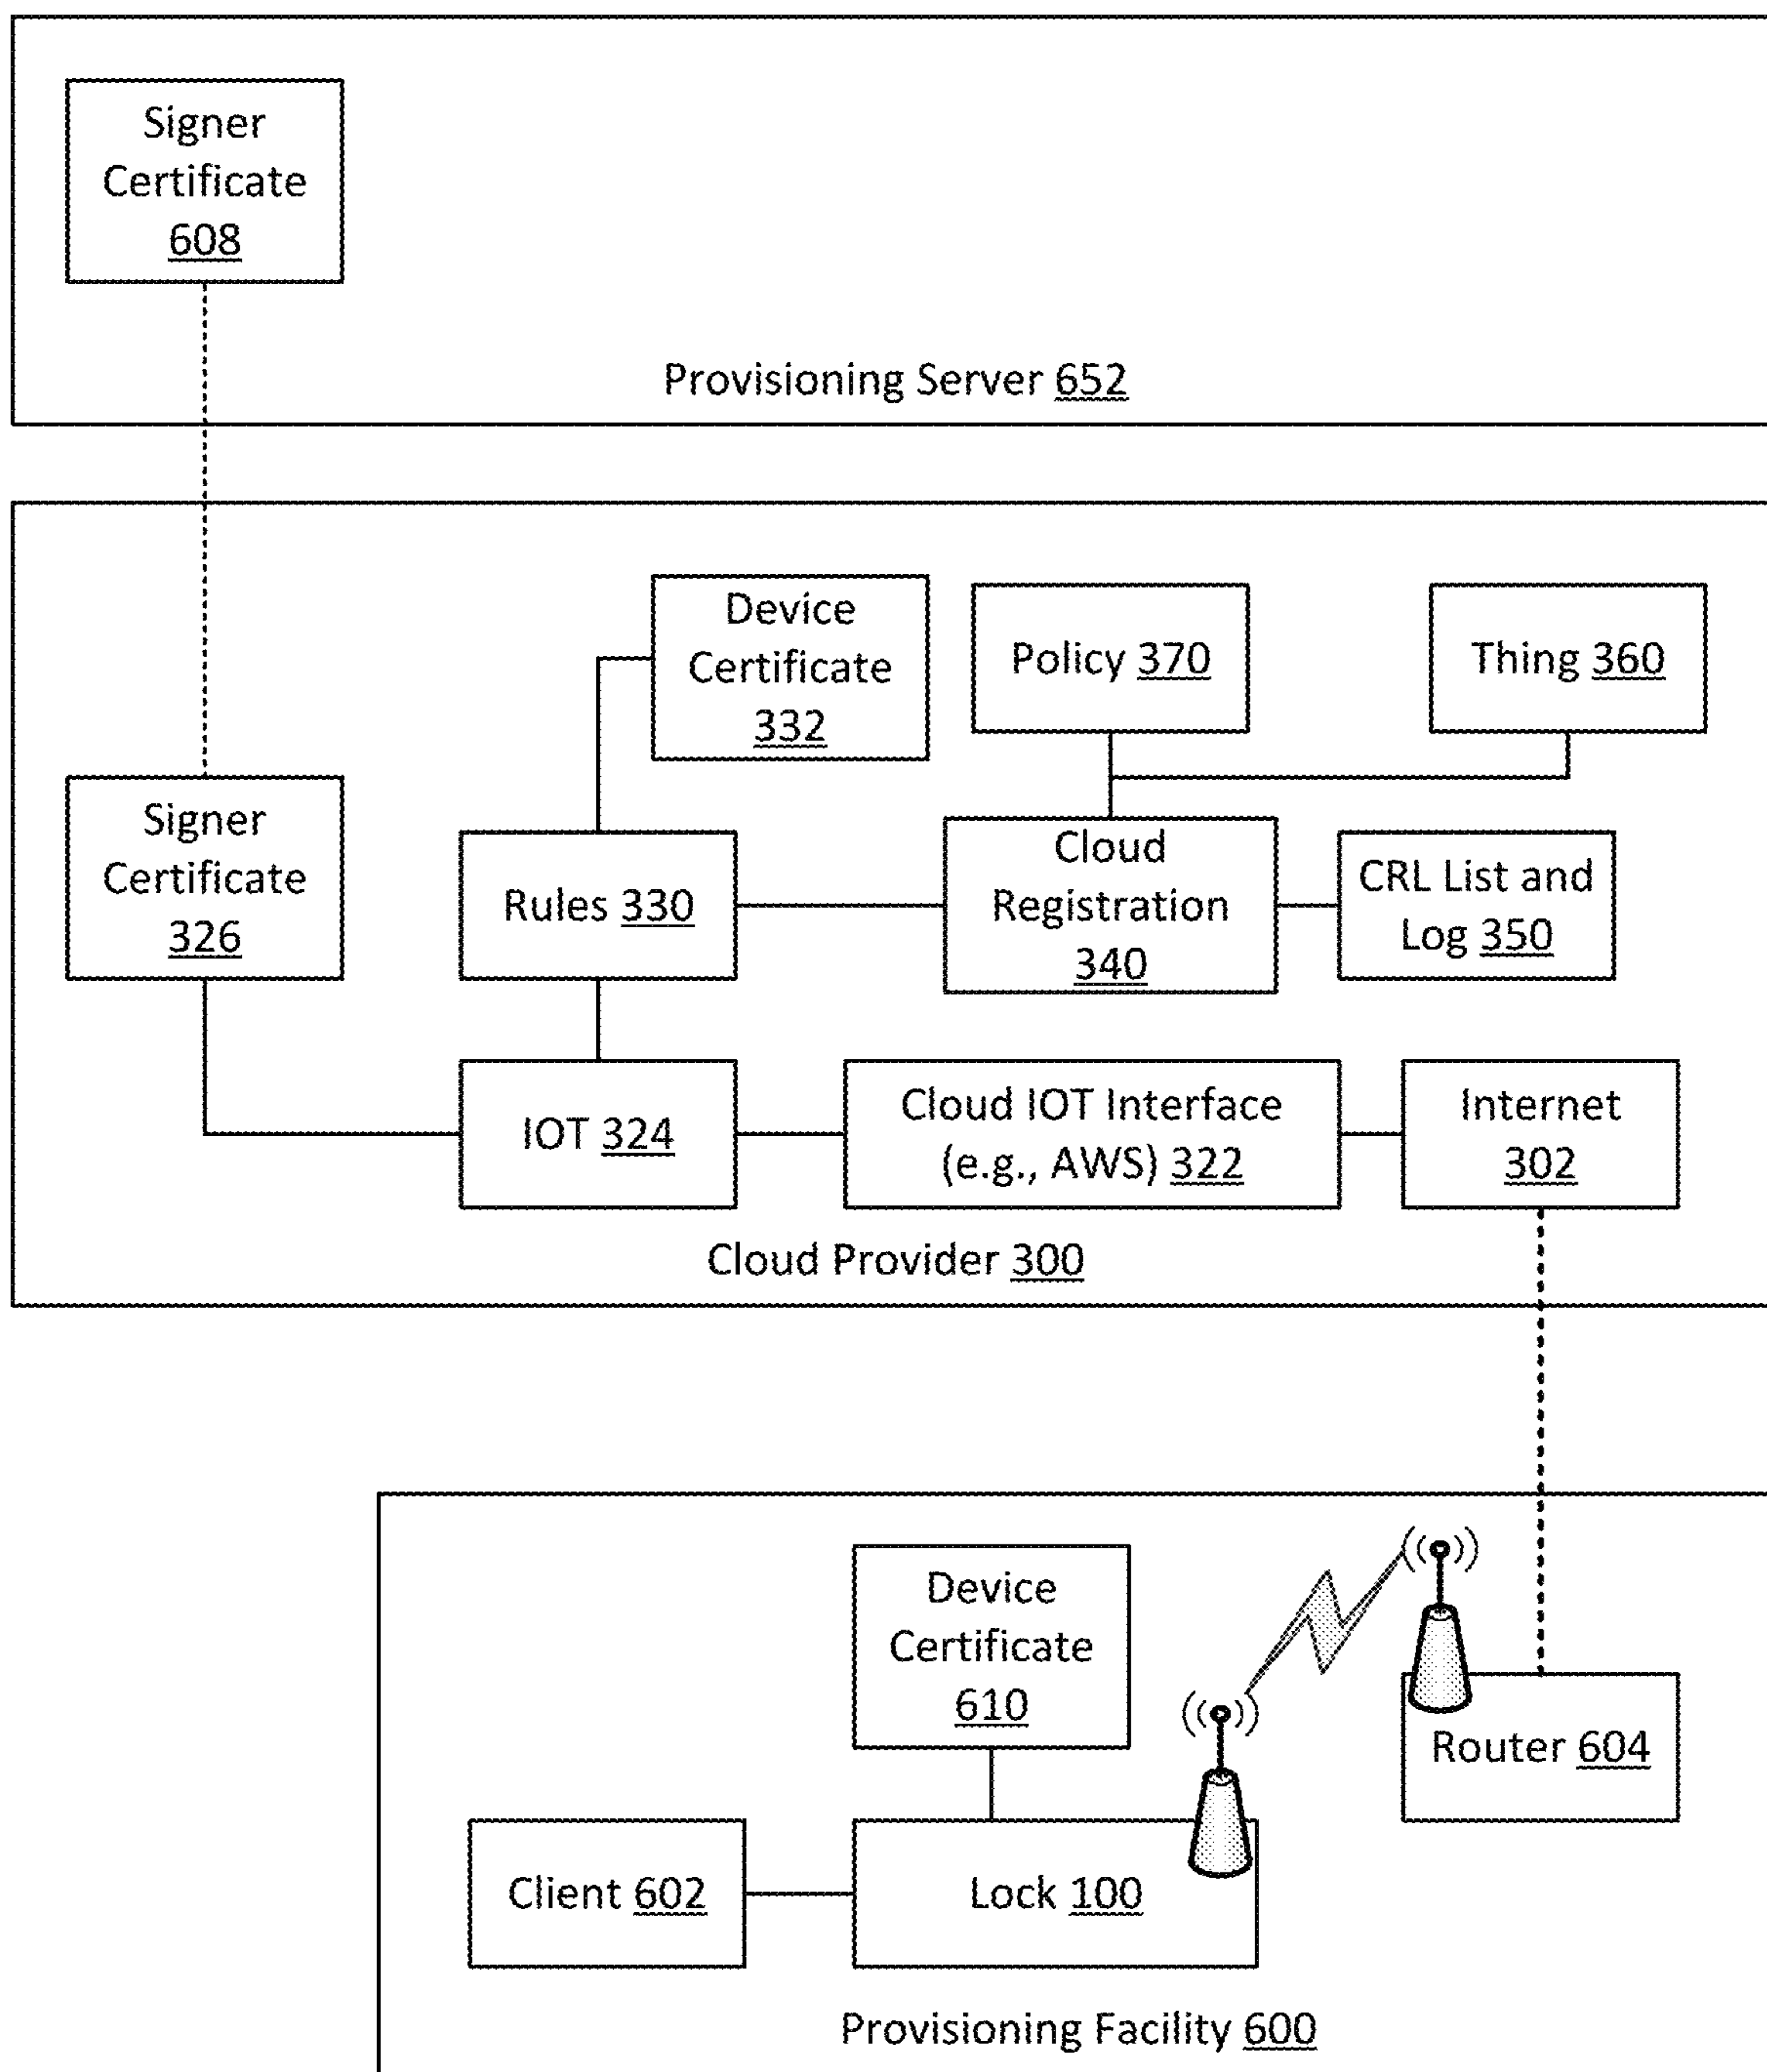 Signer
Certificate
608
Provisioning Server 652
Device
Certificate
332
Policy 370
Thing 360
Signer
Certificate
326
Rules 330
Cloud
Registration
340
CRL List and
Log 350
IOT 324
Cloud IOT Interface
(e.g., AWS) 322
Internet
302
Cloud Provider 300
Device
Certificate
610
Router 604
Client 602
Lock 100
Provisioning Facility 600